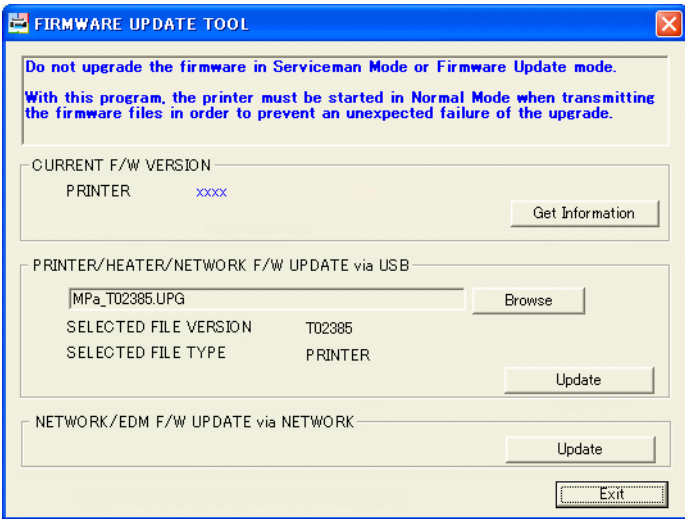 FIRMWARE UPDATE TOOL
Do not upgrade the firmware in Serviceman Mode or Firmware Update mode.
With this program, the printer must be started in Normal Mode when transmitting
the firmware files in order to prevent an unexpected failure of the upgrade.
CURRENT F/W VERSION
PRINTER xxxx
Get Information
PRINTER/HEATER/NETWORK F/W UPDATE via USB
MPa_T02385.UPG Browse
SELECTED FILE VERSION T02385
SELECTED FILE TYPE PRINTER
Update
NETWORK/EDM F/W UPDATE via NETWORK
Update
Exit